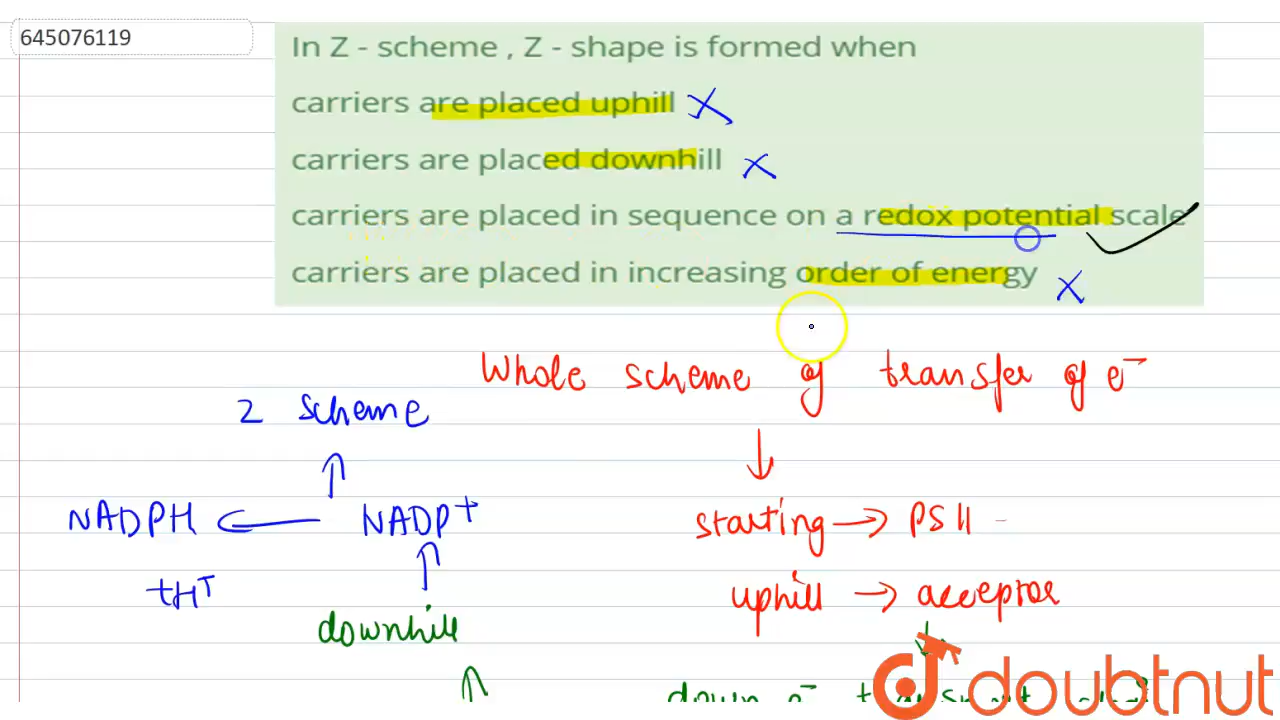 645076119
In Z - scheme , Z - shape is formed when
carriers are placed uphill X
carriers are placed downhill X
carriers are placed in sequence on a redox potential scale
carriers are placed in increasing order of energy X
Whole scheme of transfer of e⁻
Z scheme
NADPH NADP+
starting → PS II -
+H+
uphill → acceptor
downhill
down e⁻
doubtnut